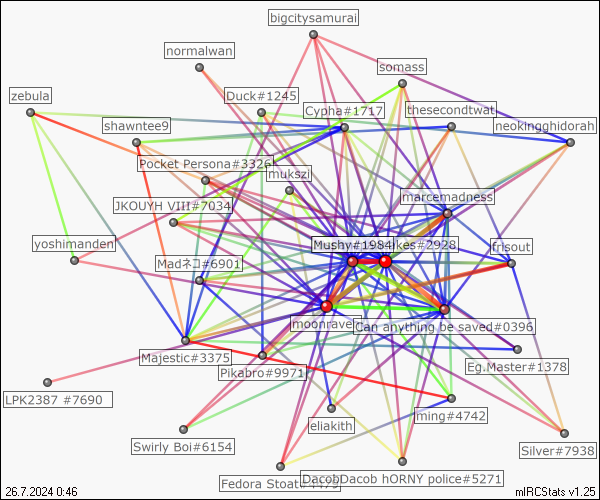 bigcitysamurai
normalwan
somass
zebula
Duck#1245
Cypha#1717
thesecondtwat
shawntee9
neokingghidorah
Pocket Persona#3326
mukszi
marcemadness
JKOUYH VIII#7034
yoshimanden
Mushy#1984
kes#2928
frisout
Madネコ#6901
moonrave
Can anything be saved#0396
Majestic#3375
Pikabro#9971
Eg.Master#1378
LPK2387 #7690
eliakith
ming#4742
Swirly Boi#6154
Silver#7938
Fedora Stoat#4479
DacobDacob hORNY police#5271
26.7.2024 0:46
mIRCStats v1.25